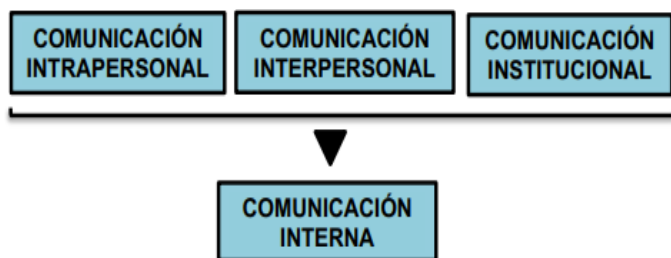 COMUNICACIÓN
INTRAPERSONAL
COMUNICACIÓN
INTERPERSONAL
COMUNICACIÓN
INSTITUCIONAL
COMUNICACIÓN
INTERNA